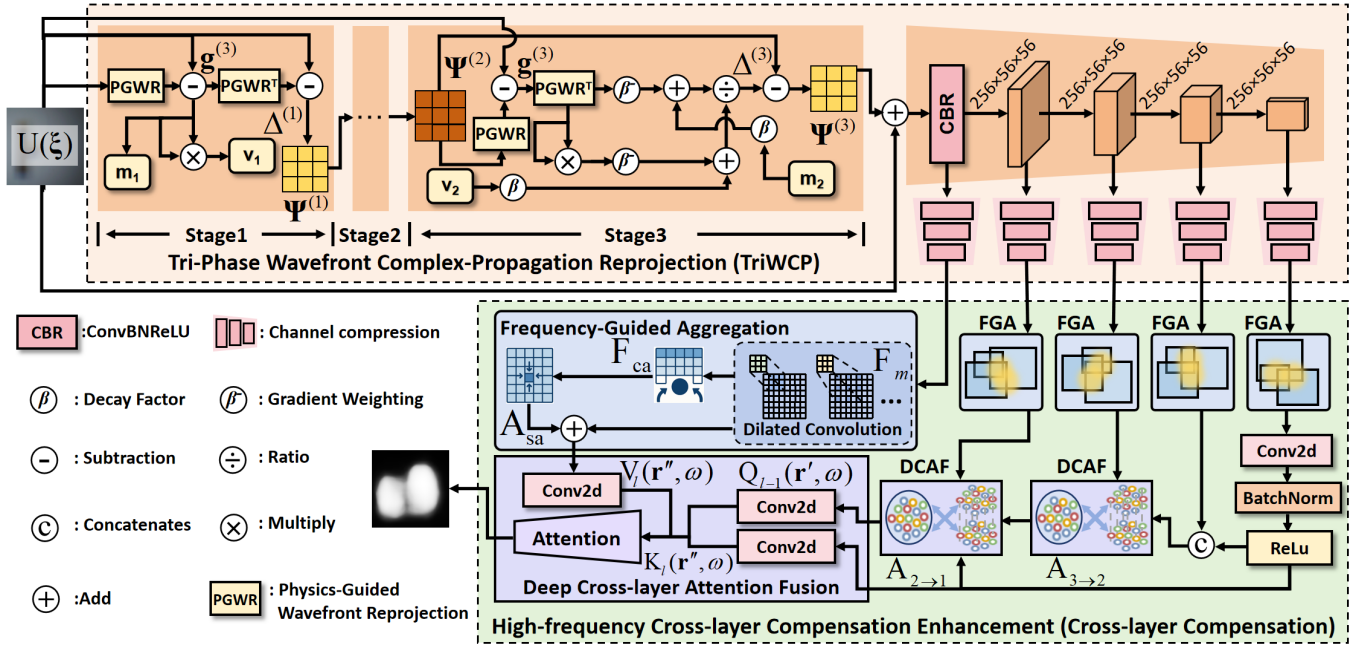 U(ξ)
PGWR
g(3)
PGWRT
Δ(1)
m1
v1
Ψ(1)
Stage1
Stage2
Ψ(2)
g(3)
PGWRT
β-
PGWR
β-
v2
β
β
m2
Δ(3)
Ψ(3)
Stage3
Tri-Phase Wavefront Complex-Propagation Reprojection (TriWCP)
CBR
256×56×56
256×56×56
256×56×56
256×56×56
CBR :ConvBNReLU
: Channel compression
β : Decay Factor
β- : Gradient Weighting
: Subtraction
: Ratio
C : Concatenates
: Multiply
:Add
PGWR : Physics-Guided
Wavefront Reprojection
Frequency-Guided Aggregation
Fca
Fm
Asa
Dilated Convolution
FGA
FGA
FGA
FGA
Conv2d
BatchNorm
ReLu
C
DCAF
DCAF
A2→1
A3→2
Conv2d
Vl(r″,ω)
Ql-1(r′,ω)
Conv2d
Conv2d
Attention
Kl(r″,ω)
Deep Cross-layer Attention Fusion
High-frequency Cross-layer Compensation Enhancement (Cross-layer Compensation)